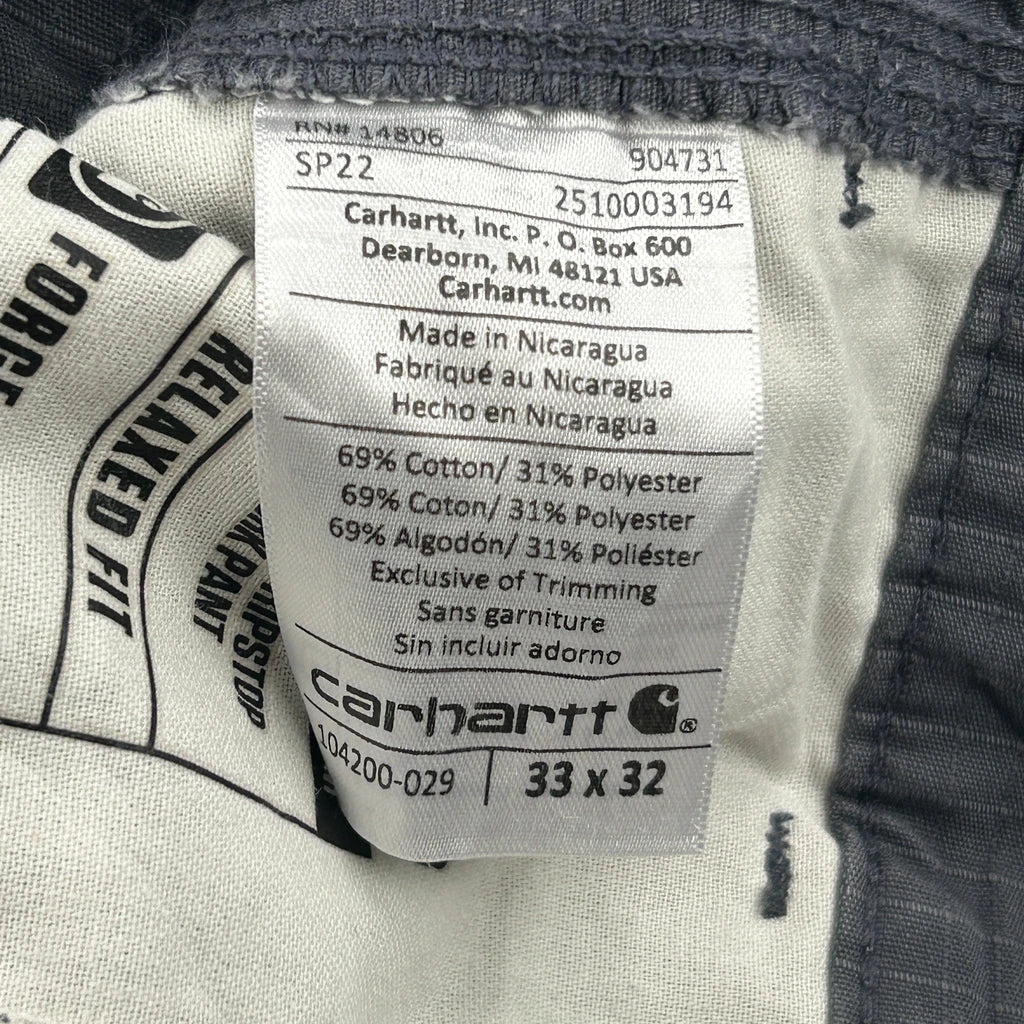 RN# 14806
SP22 904731
2510003194
Carhartt, Inc. P. O. Box 600
Dearborn, MI 48121 USA
Carhartt.com
Made in Nicaragua
Fabriqué au Nicaragua
Hecho en Nicaragua
69% Cotton/ 31% Polyester
69% Coton/ 31% Polyester
69% Algodón/ 31% Poliéster
Exclusive of Trimming
Sans garniture
Sin incluir adorno
carhartt ®
104200-029 | 33 x 32
FORCE
RELAXED FIT
PANT